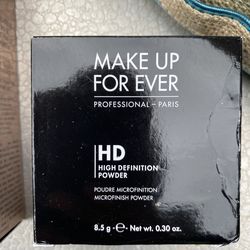 MAKE UP
FOR EVER
PROFESSIONAL – PARIS
HD
HIGH DEFINITION
POWDER
POUDRE MICROFINITION
MICROFINISH POWDER
8.5 g - ℮ - Net wt. 0.30 oz.